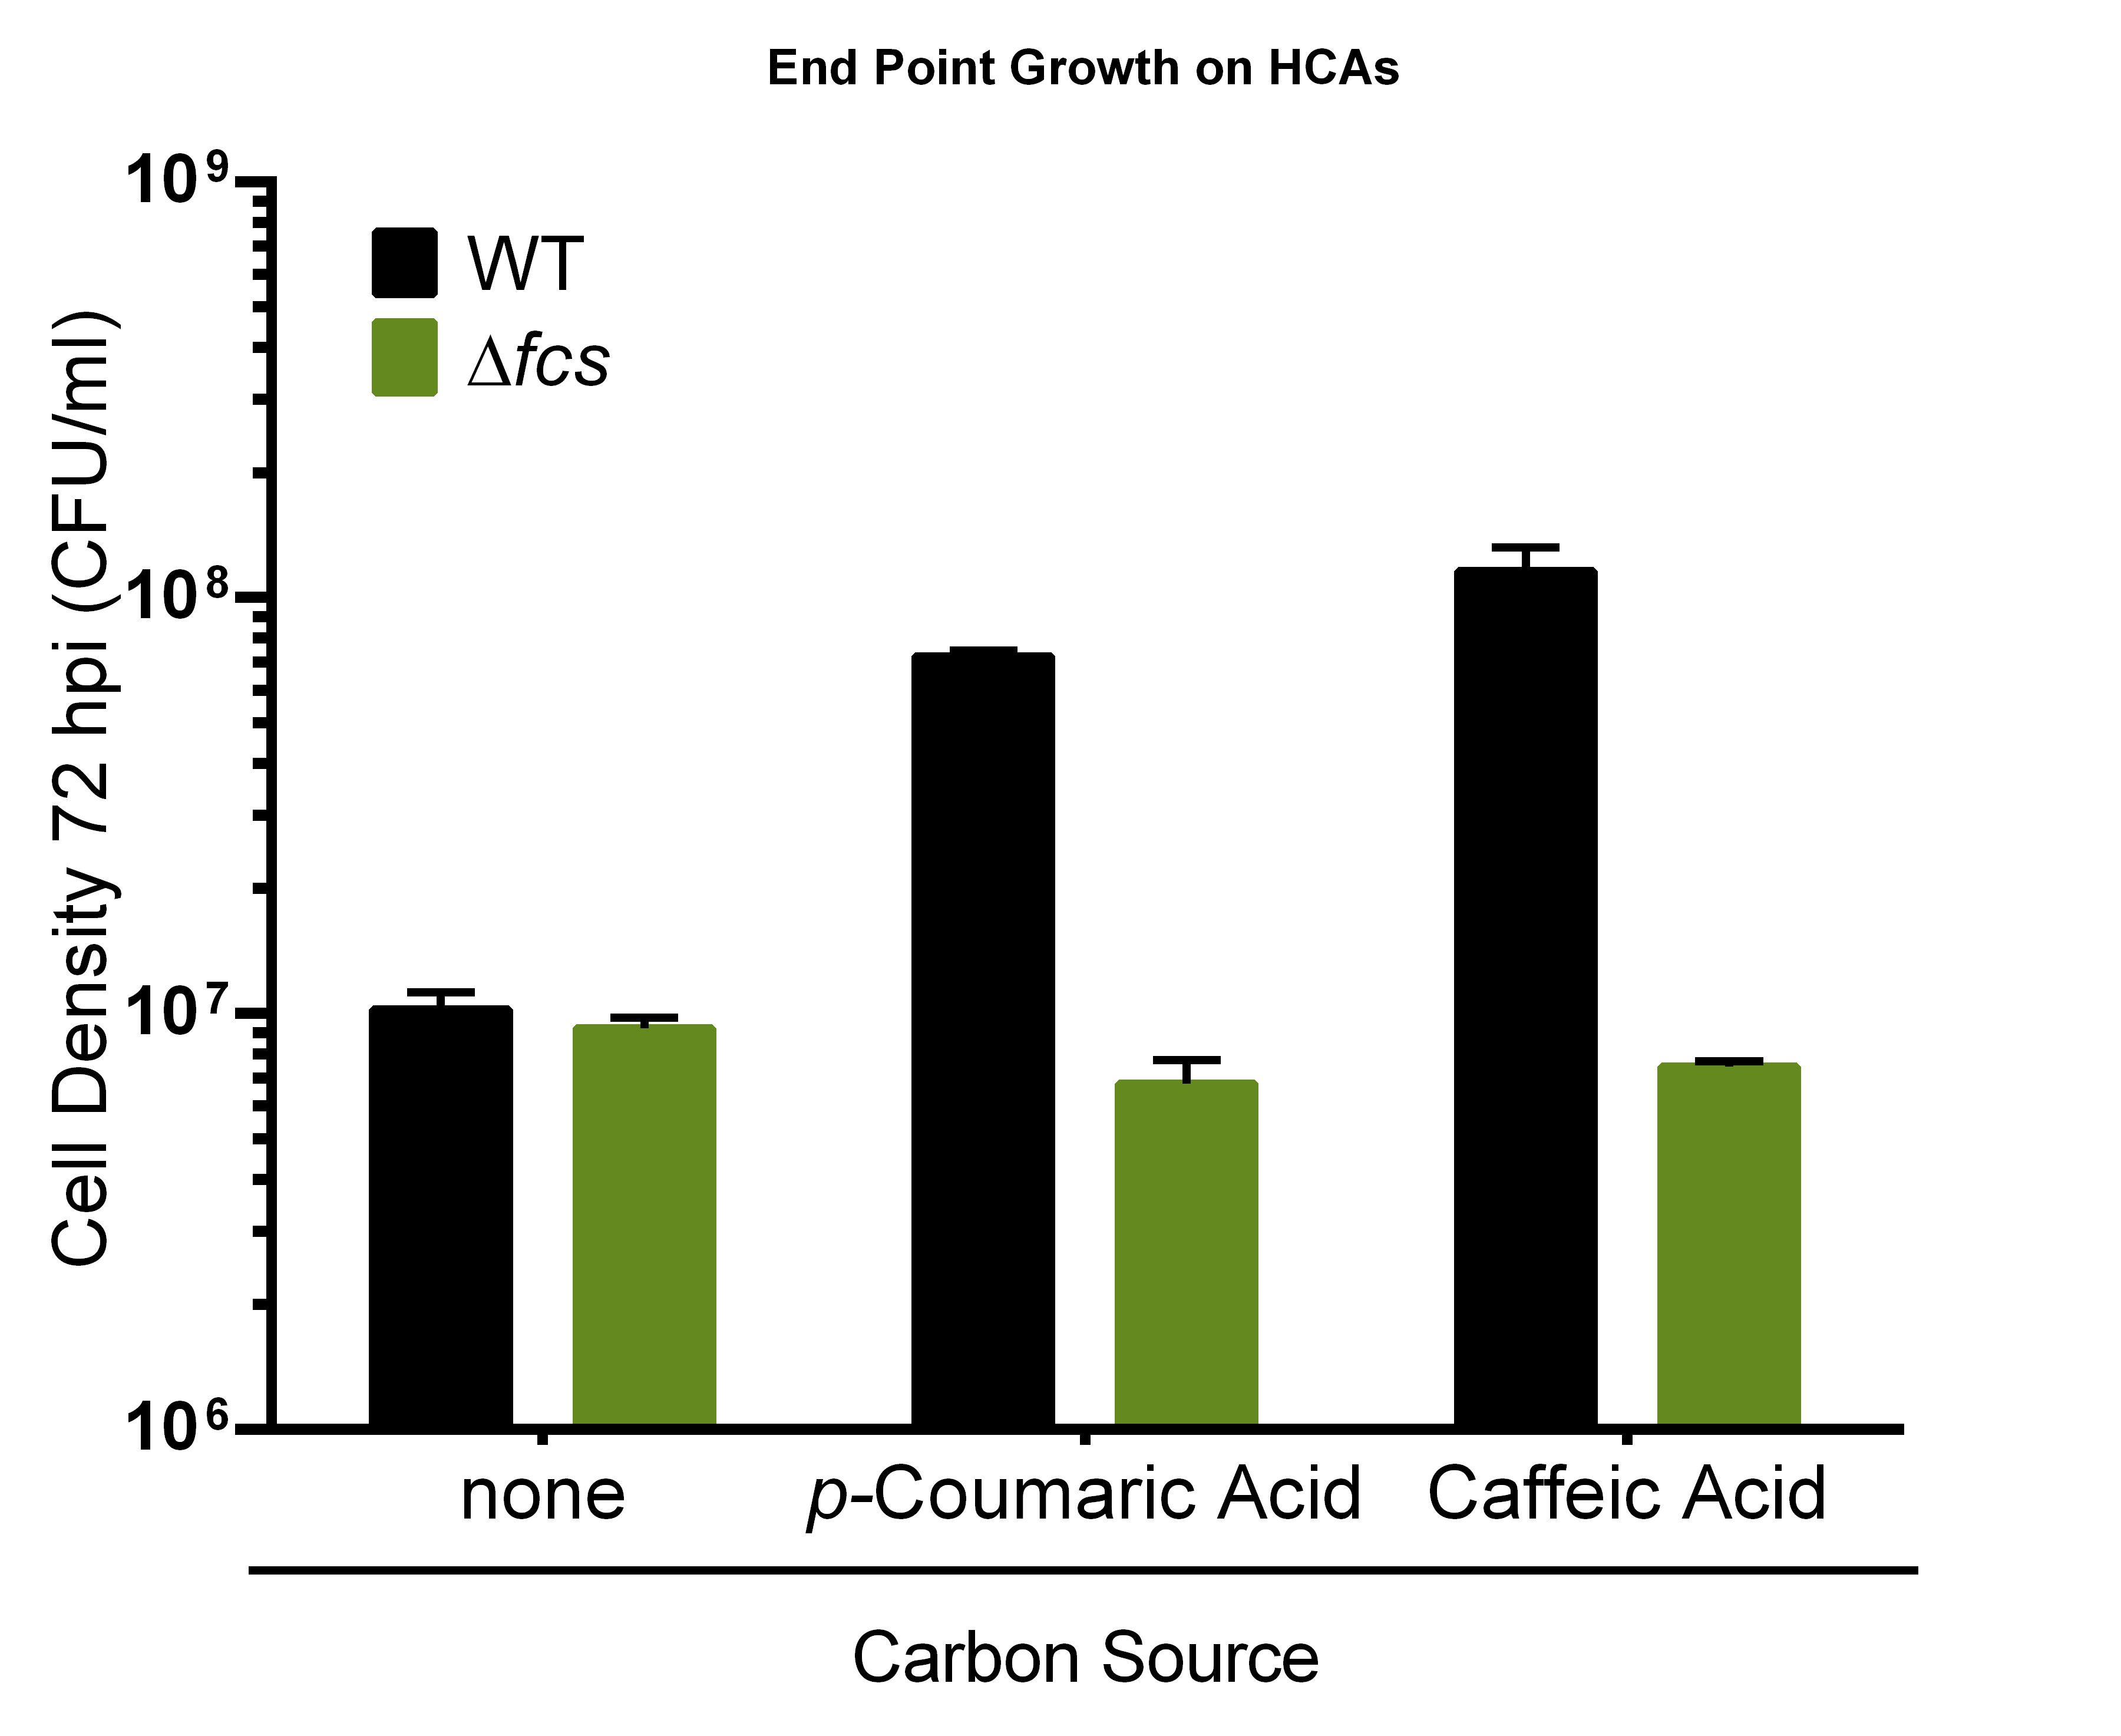 End Point Growth on HCAs
Cell Density 72 hpi (CFU/ml)
10⁹
10⁸
10⁷
10⁶
WT
Δfcs
none
p-Coumaric Acid
Caffeic Acid
Carbon Source